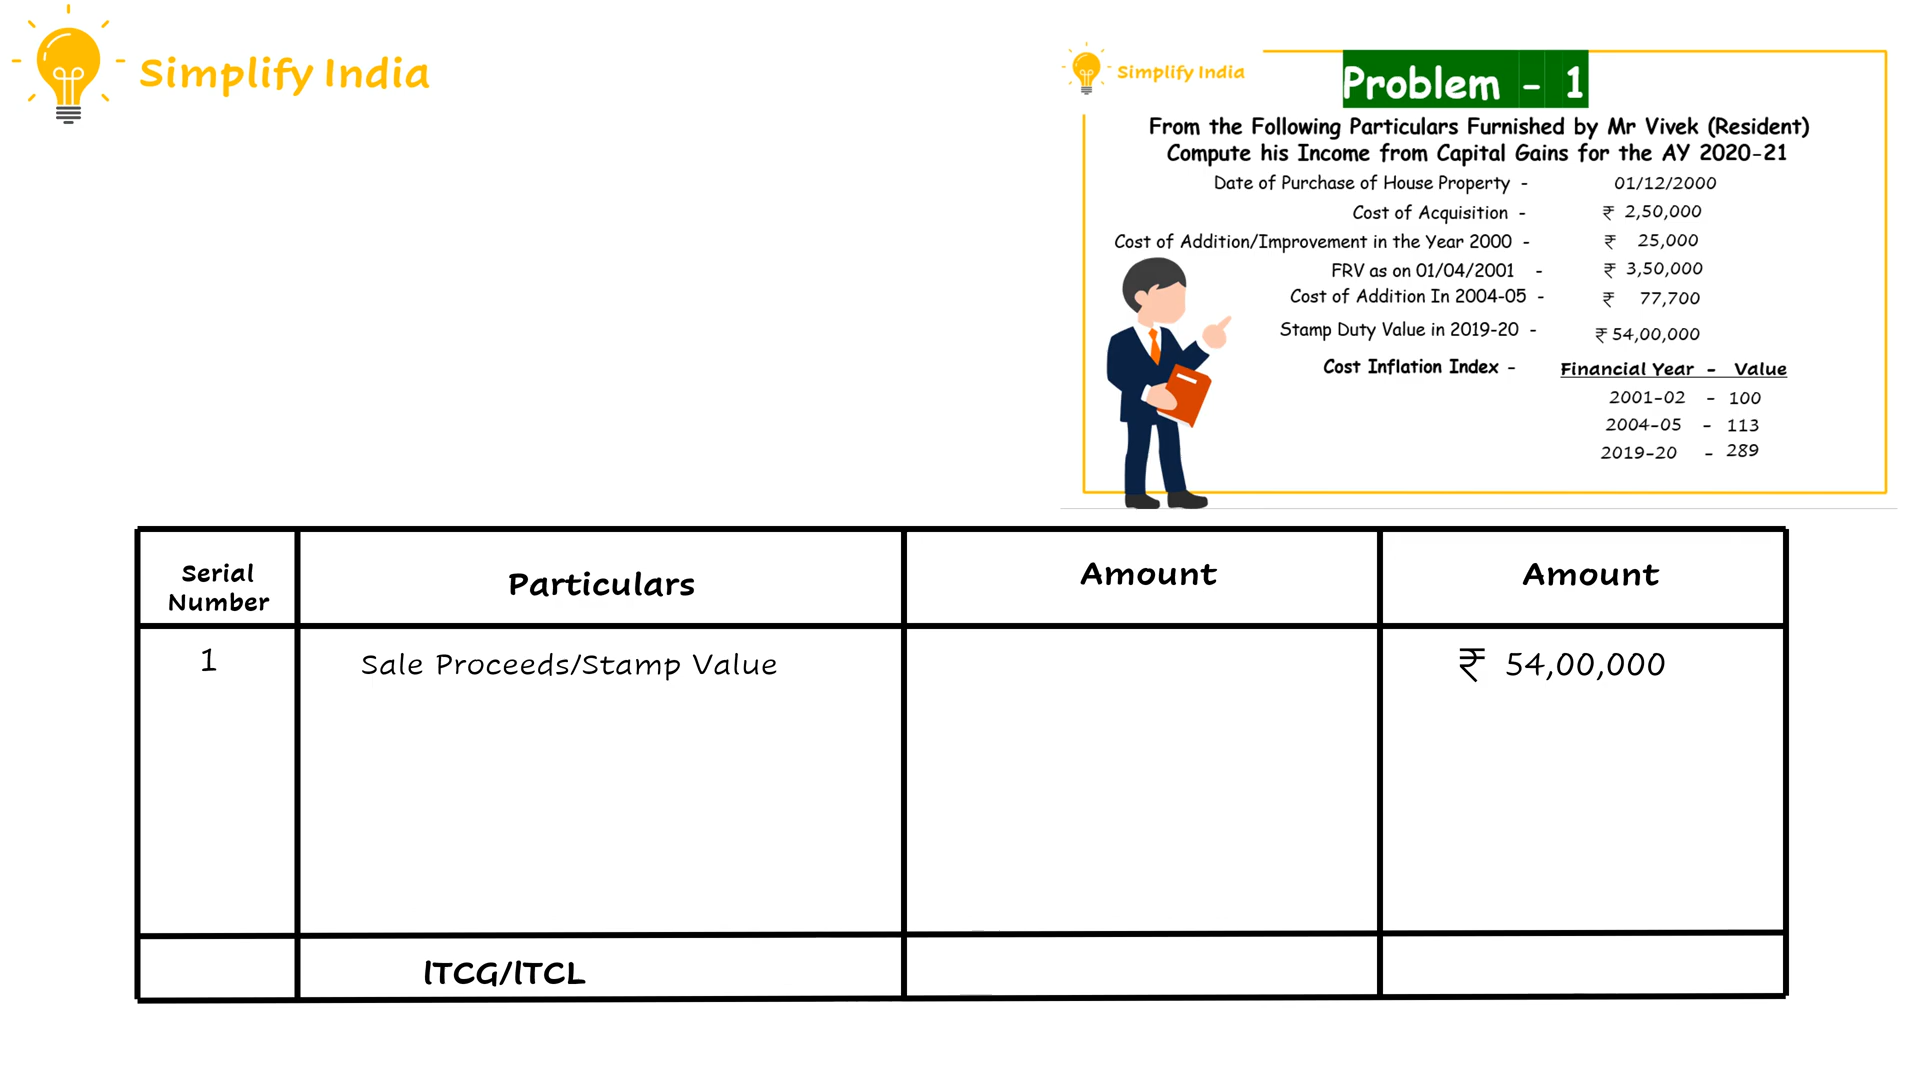 Simplify India
Simplify India
Problem - 1
From the Following Particulars Furnished by Mr Vivek (Resident)
Compute his Income from Capital Gains for the AY 2020-21
Date of Purchase of House Property - 01/12/2000
Cost of Acquisition - ₹ 2,50,000
Cost of Addition/Improvement in the Year 2000 - ₹ 25,000
FRV as on 01/04/2001 - ₹ 3,50,000
Cost of Addition In 2004-05 - ₹ 77,700
Stamp Duty Value in 2019-20 - ₹ 54,00,000
Cost Inflation Index - Financial Year - Value
2001-02 - 100
2004-05 - 113
2019-20 - 289
Serial Number Particulars Amount Amount
1 Sale Proceeds/Stamp Value ₹ 54,00,000
lTCG/lTCL